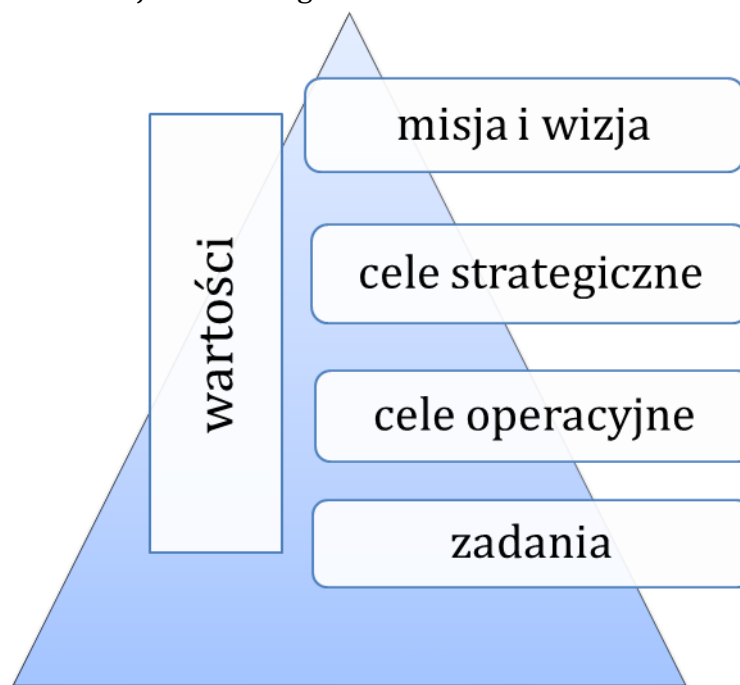 misja i wizja
wartości
cele strategiczne
cele operacyjne
zadania